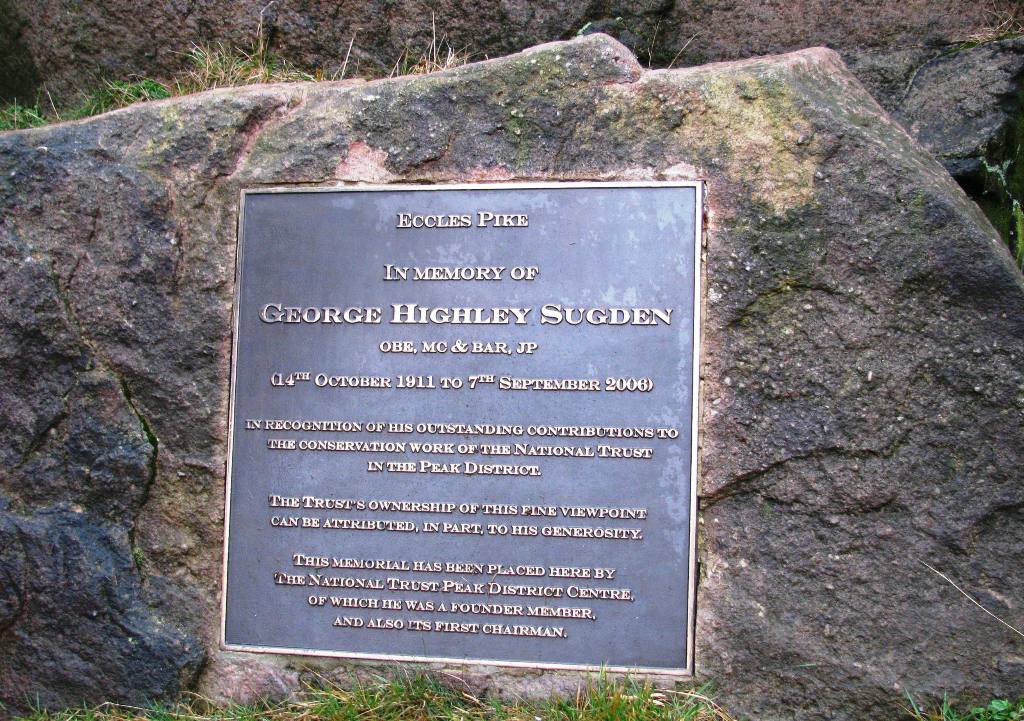 Eccles Pike
In memory of
George Highley Sugden
OBE, MC & BAR, JP
(14TH October 1911 to 7TH September 2006)
in recognition of his outstanding contributions to
the conservation work of the National Trust
in the Peak District.
The Trust's ownership of this fine viewpoint
can be attributed, in part, to his generosity.
This memorial has been placed here by
The National Trust Peak District Centre,
of which he was a founder member,
and also its first chairman.